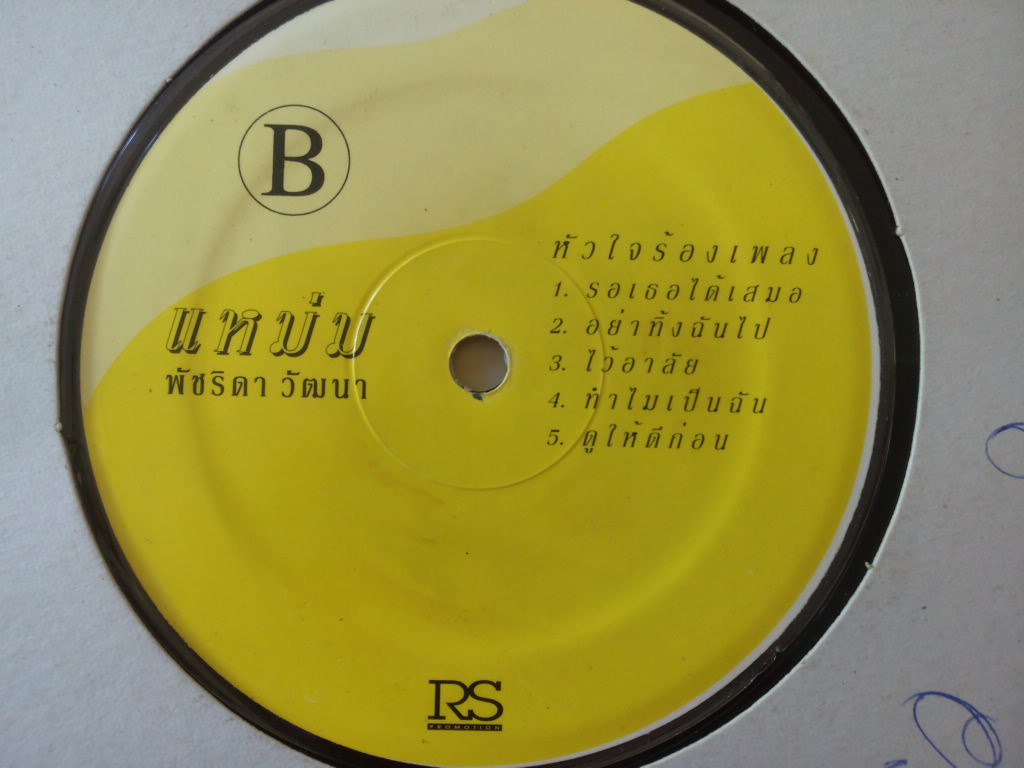 B
แหม่ม
พัชริดา วัฒนา
หัวใจร้องเพลง
1. รอเธอได้เสมอ
2. อย่าทิ้งฉันไป
3. ไว้อาลัย
4. ทำไมเป็นฉัน
5. ดูให้ดีก่อน
RS
PROMOTION